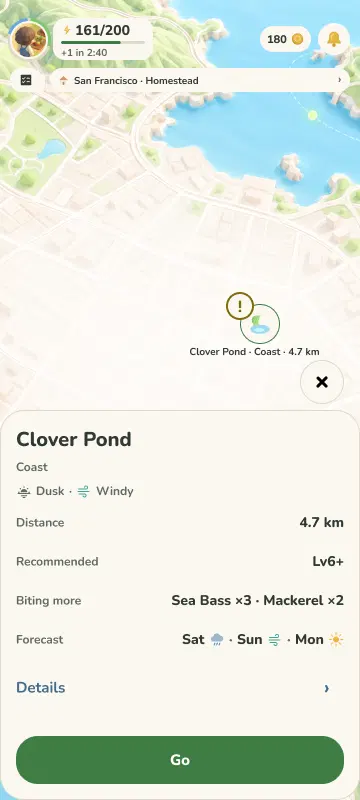 161/200
+1 in 2:40
180
San Francisco · Homestead ›
!
Clover Pond · Coast · 4.7 km
Clover Pond
Coast
Dusk · Windy
Distance 4.7 km
Recommended Lv6+
Biting more Sea Bass ×3 · Mackerel ×2
Forecast Sat · Sun · Mon
Details ›
Go